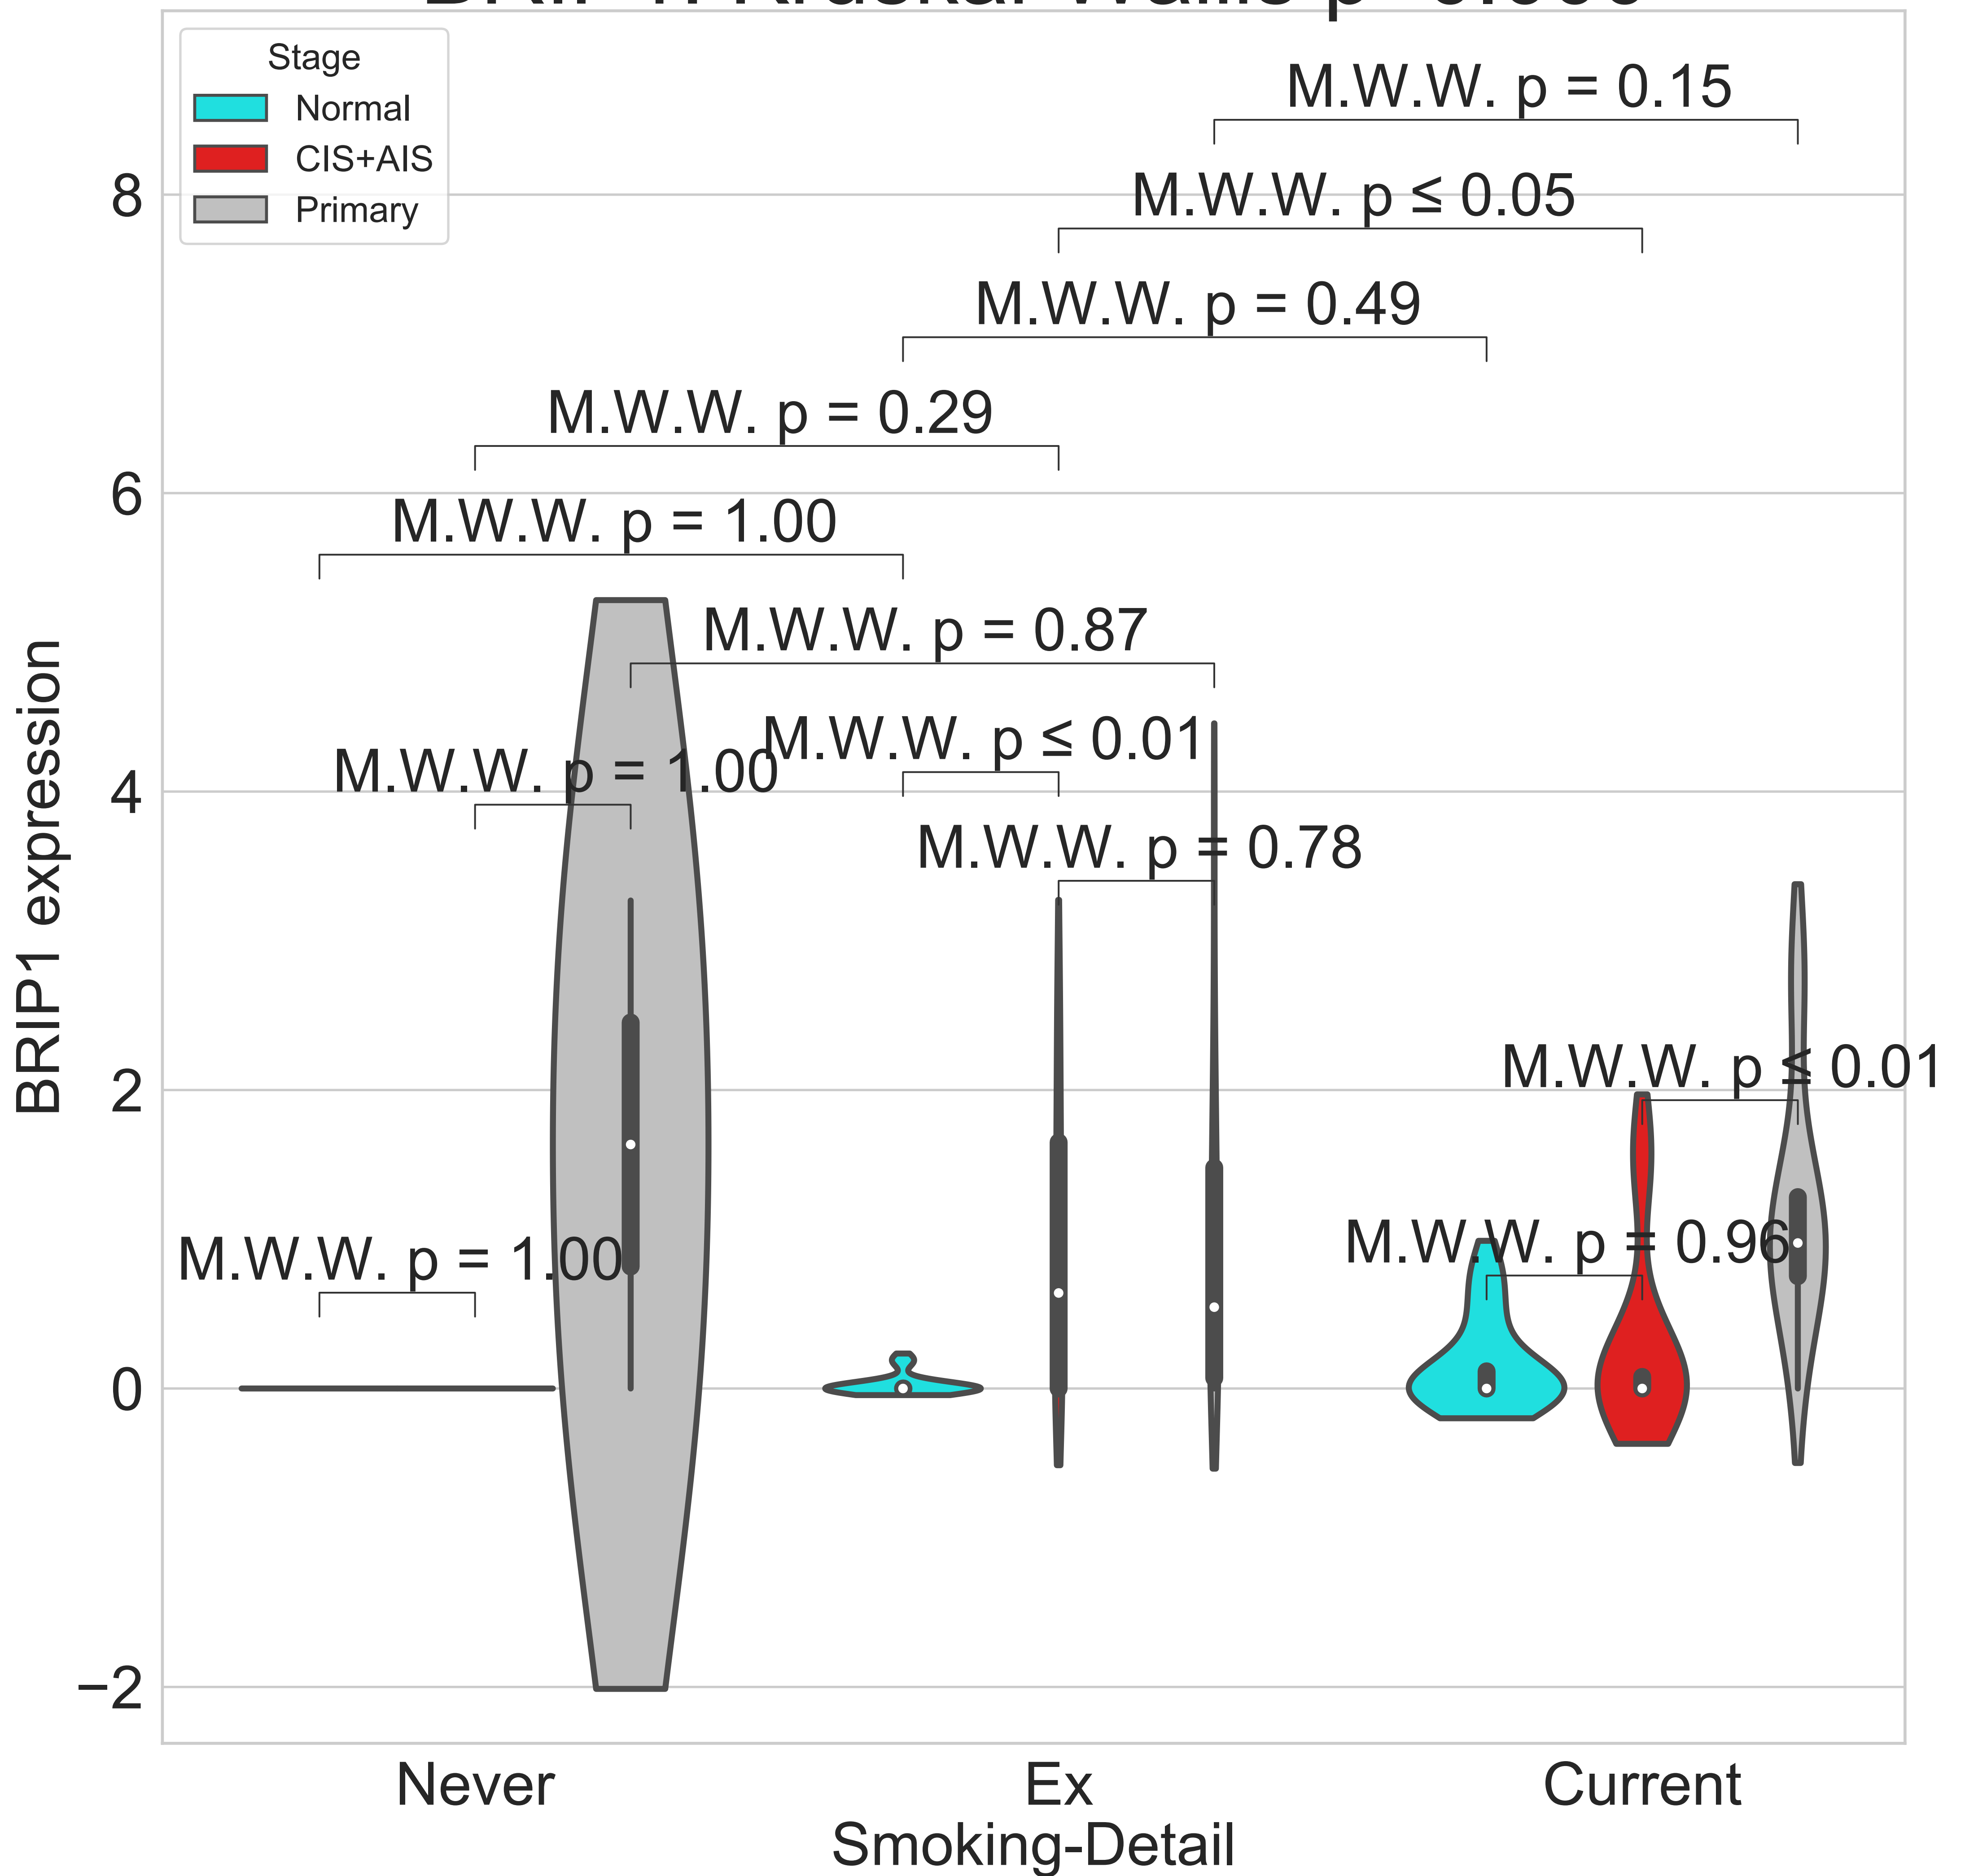 Stage
Normal
CIS+AIS
Primary
M.W.W. p = 0.15
M.W.W. p ≤ 0.05
M.W.W. p = 0.49
M.W.W. p = 0.29
M.W.W. p = 1.00
M.W.W. p = 0.87
M.W.W. p ≤ 0.01
M.W.W. p = 1.00
M.W.W. p = 0.78
M.W.W. p ≤ 0.01
M.W.W. p = 0.96
M.W.W. p = 1.00
8
6
4
2
0
−2
BRIP1 expression
Never
Ex
Current
Smoking-Detail